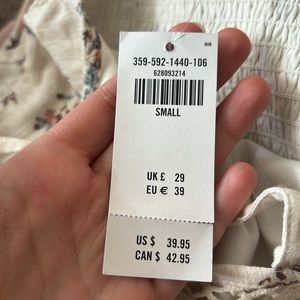 359-592-1440-106
628093214
SMALL
UK £ 29
EU € 39
US $ 39.95
CAN $ 42.95